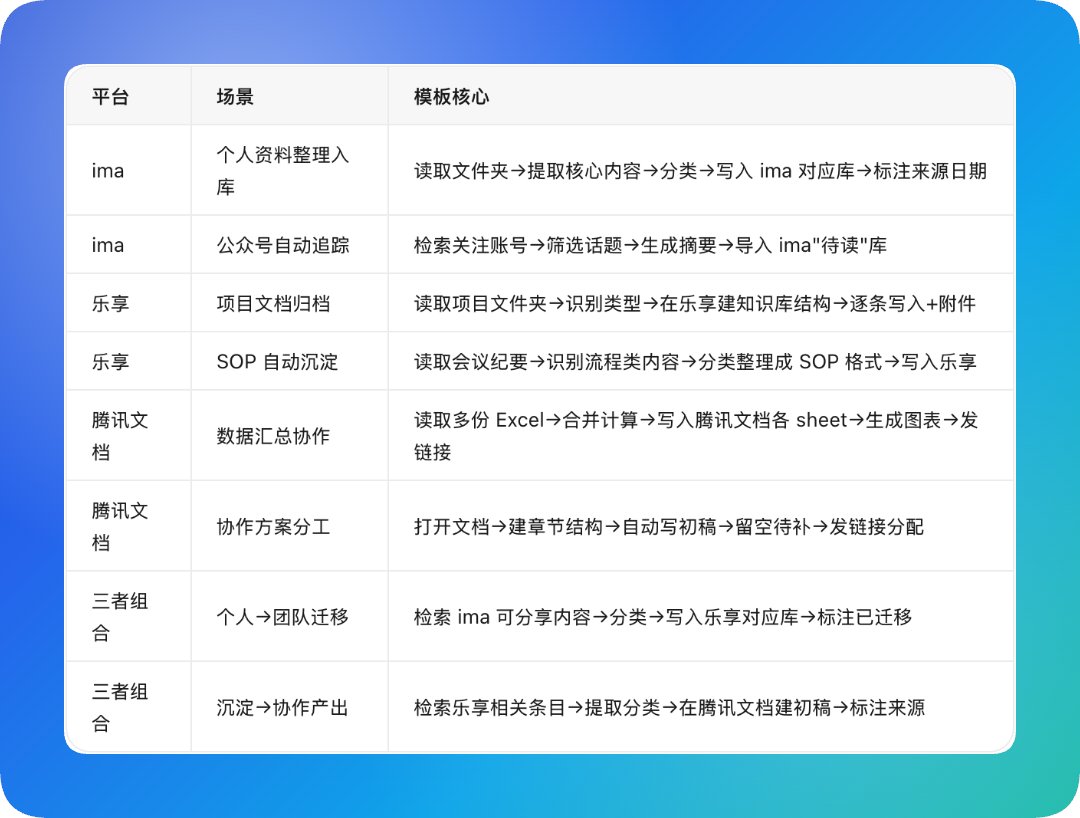 平台 场景 模板核心
ima 个人资料整理入 读取文件夹→提取核心内容→分类→写入 ima 对应库→标注来源日期
库
ima 公众号自动追踪 检索关注账号→筛选话题→生成摘要→导入 ima"待读"库
乐享 项目文档归档 读取项目文件夹→识别类型→在乐享建知识库结构→逐条写入+附件
乐享 SOP 自动沉淀 读取会议纪要→识别流程类内容→分类整理成 SOP 格式→写入乐享
腾讯文 数据汇总协作 读取多份 Excel→合并计算→写入腾讯文档各 sheet→生成图表→发
档 链接
腾讯文 协作方案分工 打开文档→建章节结构→自动写初稿→留空待补→发链接分配
档
三者组 个人→团队迁移 检索 ima 可分享内容→分类→写入乐享对应库→标注已迁移
合
三者组 沉淀→协作产出 检索乐享相关条目→提取分类→在腾讯文档建初稿→标注来源
合